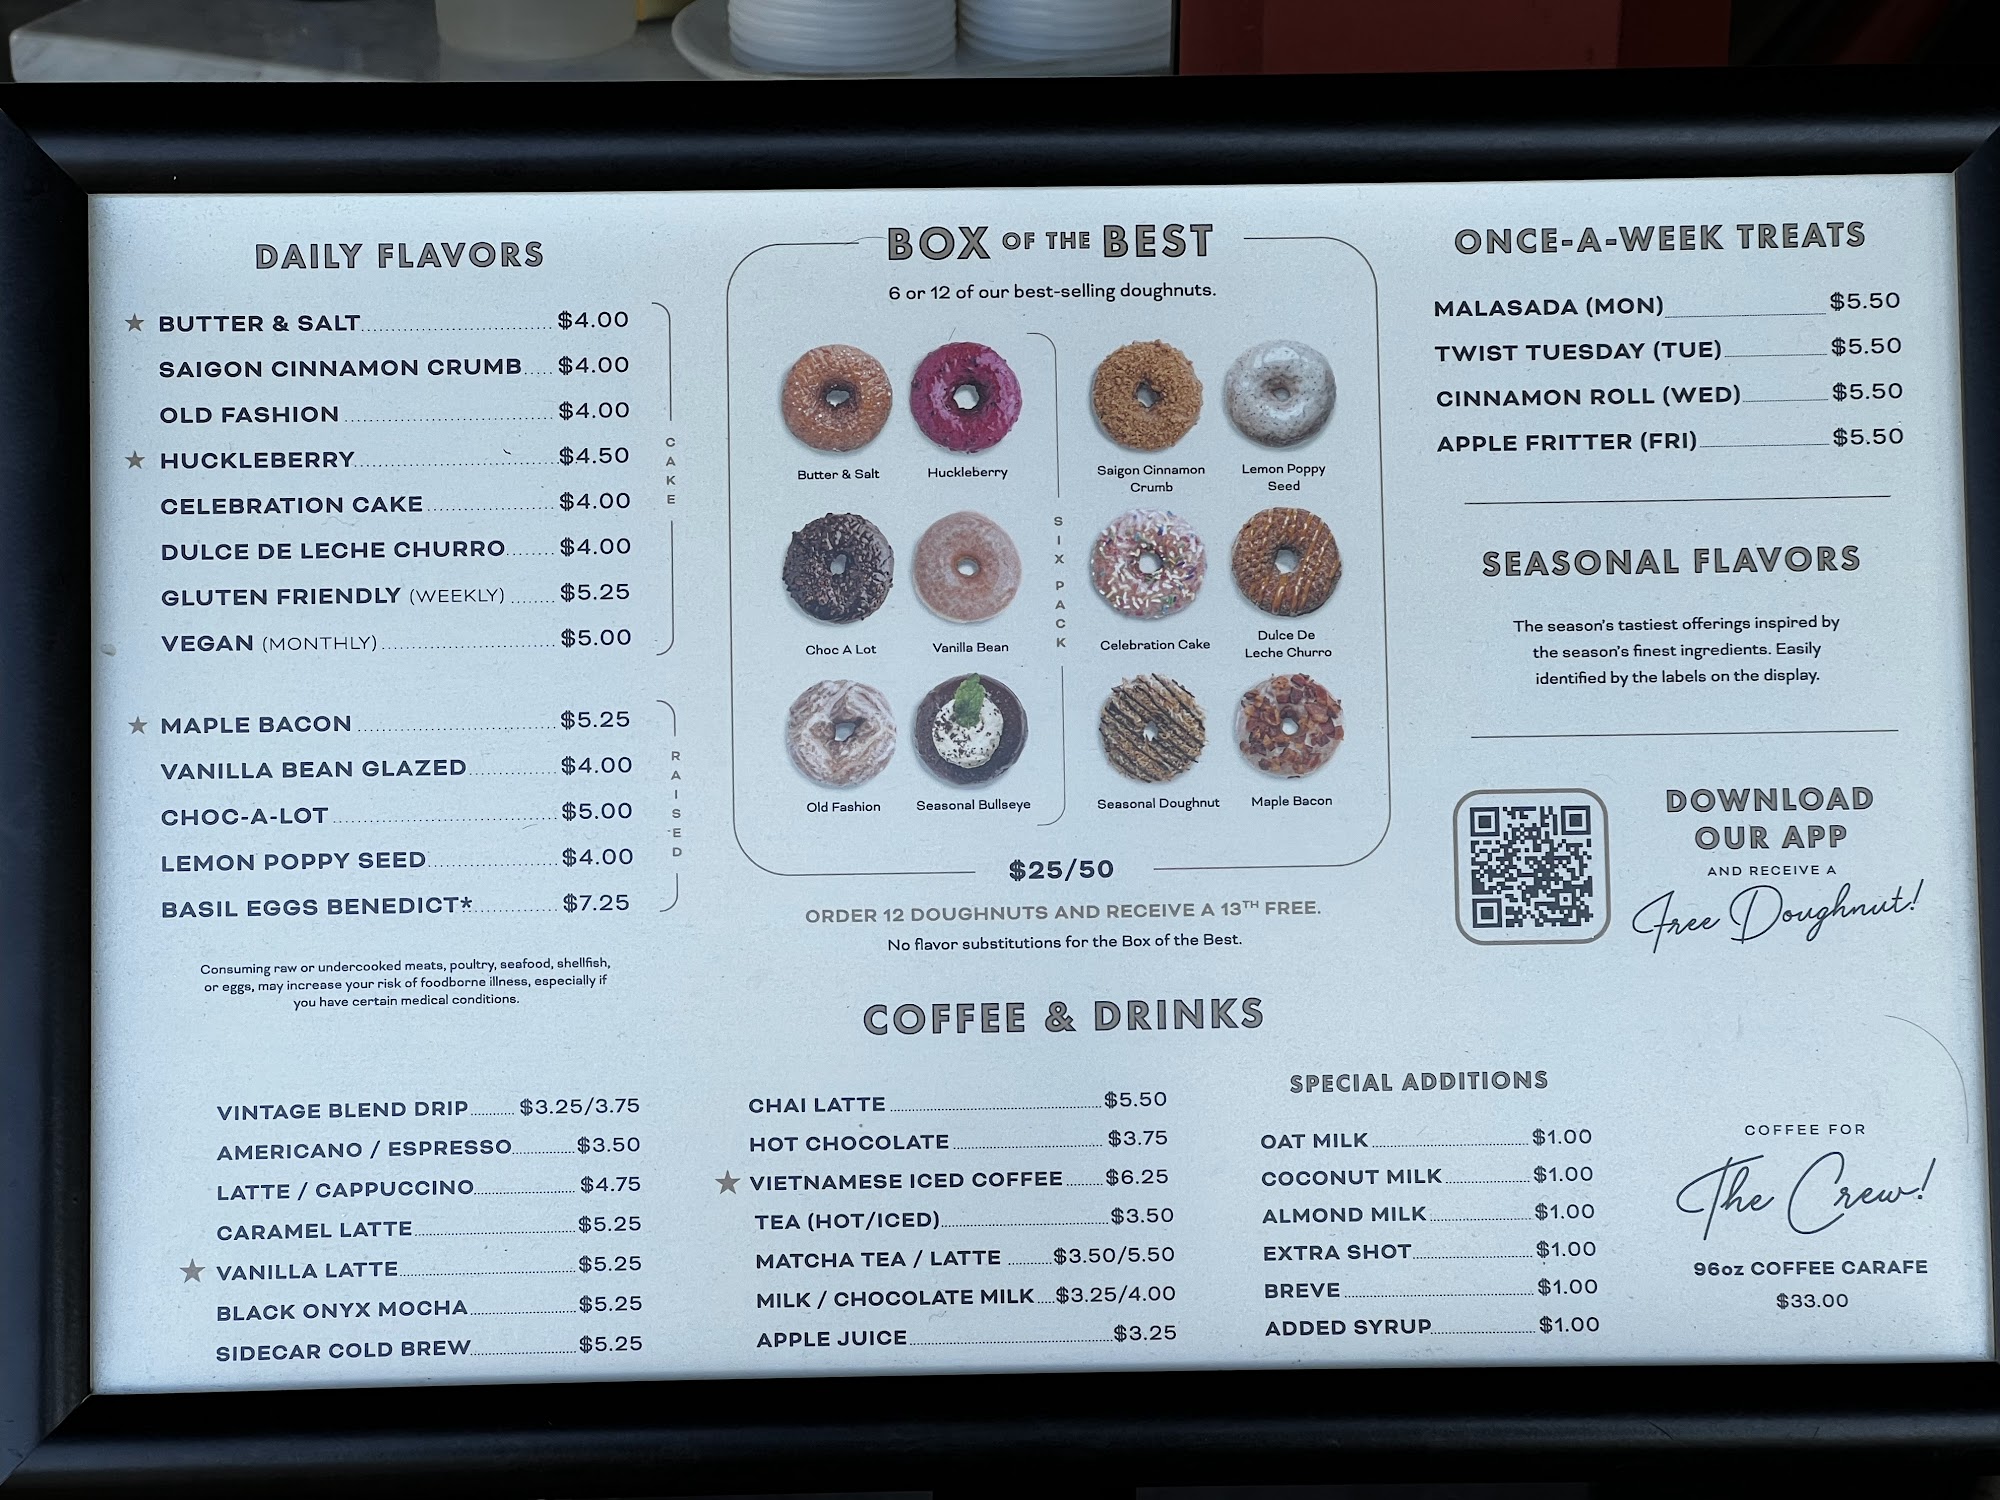 DAILY FLAVORS
★ BUTTER & SALT $4.00
SAIGON CINNAMON CRUMB $4.00
OLD FASHION $4.00
★ HUCKLEBERRY $4.50
CELEBRATION CAKE $4.00
DULCE DE LECHE CHURRO $4.00
GLUTEN FRIENDLY (WEEKLY) $5.25
VEGAN (MONTHLY) $5.00
CAKE
★ MAPLE BACON $5.25
VANILLA BEAN GLAZED $4.00
CHOC-A-LOT $5.00
LEMON POPPY SEED $4.00
BASIL EGGS BENEDICT* $7.25
RAISED
Consuming raw or undercooked meats, poultry, seafood, shellfish,
or eggs, may increase your risk of foodborne illness, especially if
you have certain medical conditions.
BOX OF THE BEST
6 or 12 of our best-selling doughnuts.
Butter & Salt
Huckleberry
Saigon Cinnamon
Crumb
Lemon Poppy
Seed
Choc A Lot
Vanilla Bean
SIX PACK
Celebration Cake
Dulce De
Leche Churro
Old Fashion
Seasonal Bullseye
Seasonal Doughnut
Maple Bacon
$25/50
ORDER 12 DOUGHNUTS AND RECEIVE A 13TH FREE.
No flavor substitutions for the Box of the Best.
ONCE-A-WEEK TREATS
MALASADA (MON) $5.50
TWIST TUESDAY (TUE) $5.50
CINNAMON ROLL (WED) $5.50
APPLE FRITTER (FRI) $5.50
SEASONAL FLAVORS
The season's tastiest offerings inspired by
the season's finest ingredients. Easily
identified by the labels on the display.
DOWNLOAD
OUR APP
AND RECEIVE A
Free Doughnut!
COFFEE & DRINKS
VINTAGE BLEND DRIP $3.25/3.75
AMERICANO / ESPRESSO $3.50
LATTE / CAPPUCCINO $4.75
CARAMEL LATTE $5.25
★ VANILLA LATTE $5.25
BLACK ONYX MOCHA $5.25
SIDECAR COLD BREW $5.25
CHAI LATTE $5.50
HOT CHOCOLATE $3.75
★ VIETNAMESE ICED COFFEE $6.25
TEA (HOT/ICED) $3.50
MATCHA TEA / LATTE $3.50/5.50
MILK / CHOCOLATE MILK $3.25/4.00
APPLE JUICE $3.25
SPECIAL ADDITIONS
OAT MILK $1.00
COCONUT MILK $1.00
ALMOND MILK $1.00
EXTRA SHOT $1.00
BREVE $1.00
ADDED SYRUP $1.00
COFFEE FOR
The Crew!
96oz COFFEE CARAFE
$33.00